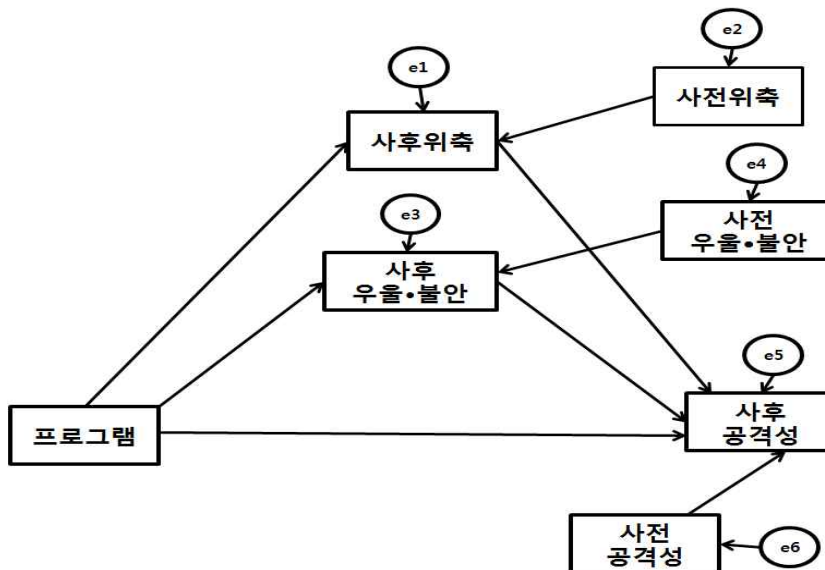 e2
e1
사전위축
사후위축
e4
e3
사전
우울•불안
사후
우울•불안
e5
사후
공격성
프로그램
사전
공격성
e6